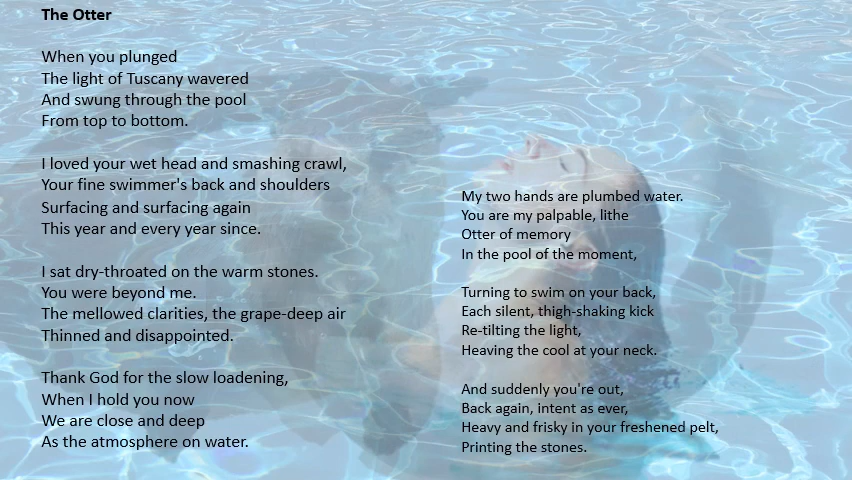 The Otter
When you plunged
The light of Tuscany wavered
And swung through the pool
From top to bottom.
I loved your wet head and smashing crawl,
Your fine swimmer's back and shoulders
Surfacing and surfacing again
This year and every year since.
I sat dry-throated on the warm stones.
You were beyond me.
The mellowed clarities, the grape-deep air
Thinned and disappointed.
Thank God for the slow loadening,
When I hold you now
We are close and deep
As the atmosphere on water.
My two hands are plumbed water.
You are my palpable, lithe
Otter of memory
In the pool of the moment,
Turning to swim on your back,
Each silent, thigh-shaking kick
Re-tilting the light,
Heaving the cool at your neck.
And suddenly you're out,
Back again, intent as ever,
Heavy and frisky in your freshened pelt,
Printing the stones.